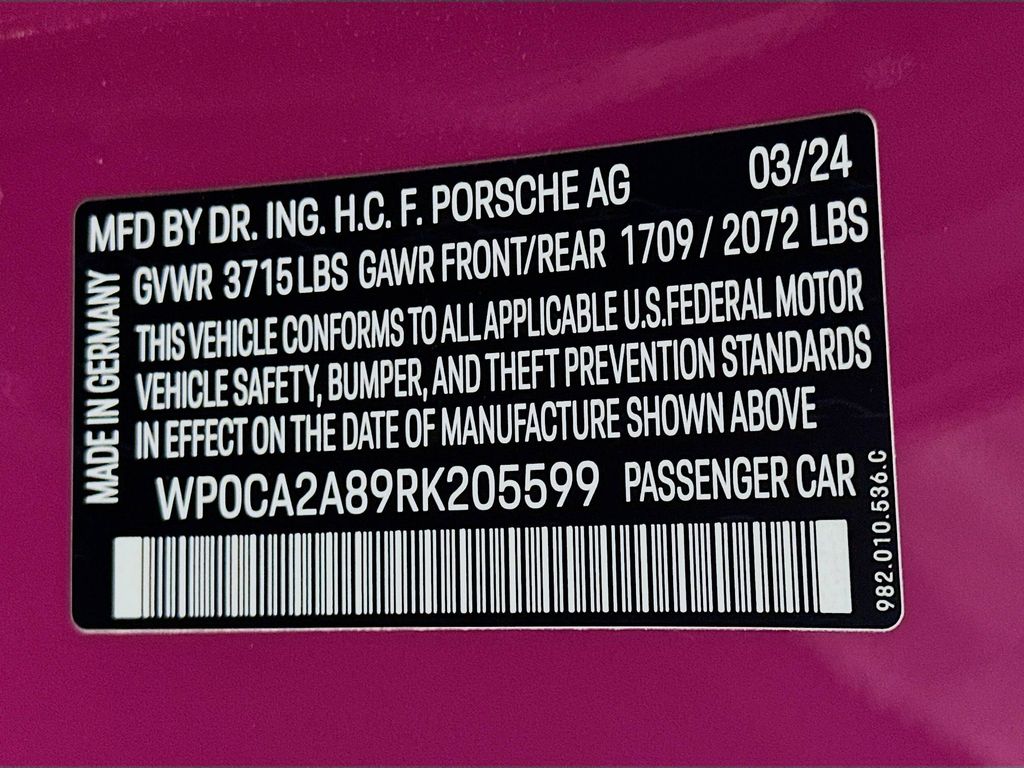 MFD BY DR. ING. H.C. F. PORSCHE AG 03/24
GVWR 3715 LBS GAWR FRONT/REAR 1709 / 2072 LBS
THIS VEHICLE CONFORMS TO ALL APPLICABLE U.S. FEDERAL MOTOR
VEHICLE SAFETY, BUMPER, AND THEFT PREVENTION STANDARDS
IN EFFECT ON THE DATE OF MANUFACTURE SHOWN ABOVE
WP0CA2A89RK205599 PASSENGER CAR
MADE IN GERMANY
982.010.536.C